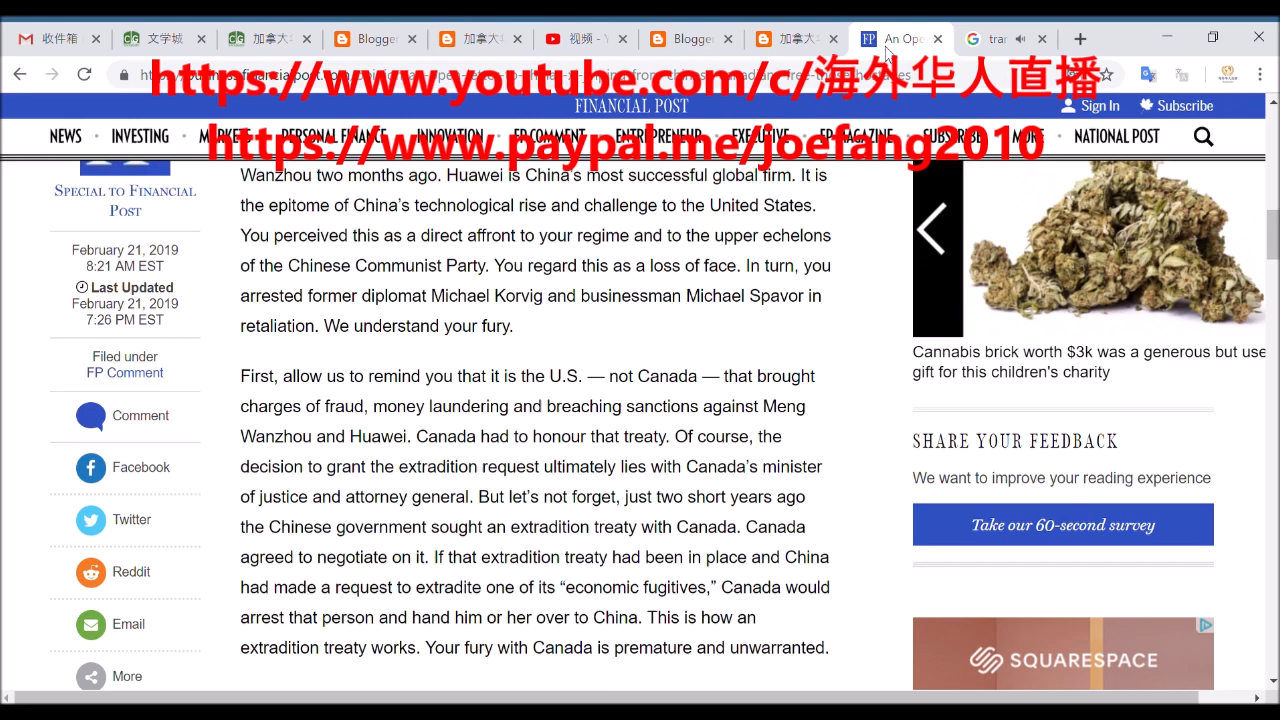 收件箱
文学城
加拿大
Blogger
加拿大
视频 - Y
Blogger
加拿大
An Ope
tran
https://www.youtube.com/c/海外华人直播
FINANCIAL POST
Sign In
Subscribe
https://www.paypal.me/joefang2010
NEWS • INVESTING • MARKETS PERSONAL FINANCE INNOVATION FP COMMENT ENTREPRENEUR EXECUTIVE FP MAGAZINE SUBSCRIBE MORE NATIONAL POST
SPECIAL TO FINANCIAL
POST
February 21, 2019
8:21 AM EST
Last Updated
February 21, 2019
7:26 PM EST
Filed under
FP Comment
Comment
Facebook
Twitter
Reddit
Email
More
Wanzhou two months ago. Huawei is China's most successful global firm. It is
the epitome of China's technological rise and challenge to the United States.
You perceived this as a direct affront to your regime and to the upper echelons
of the Chinese Communist Party. You regard this as a loss of face. In turn, you
arrested former diplomat Michael Korvig and businessman Michael Spavor in
retaliation. We understand your fury.
First, allow us to remind you that it is the U.S. — not Canada — that brought
charges of fraud, money laundering and breaching sanctions against Meng
Wanzhou and Huawei. Canada had to honour that treaty. Of course, the
decision to grant the extradition request ultimately lies with Canada's minister
of justice and attorney general. But let's not forget, just two short years ago
the Chinese government sought an extradition treaty with Canada. Canada
agreed to negotiate on it. If that extradition treaty had been in place and China
had made a request to extradite one of its “economic fugitives,” Canada would
arrest that person and hand him or her over to China. This is how an
extradition treaty works. Your fury with Canada is premature and unwarranted.
Cannabis brick worth $3k was a generous but use
gift for this children's charity
SHARE YOUR FEEDBACK
We want to improve your reading experience
Take our 60-second survey
SQUARESPACE